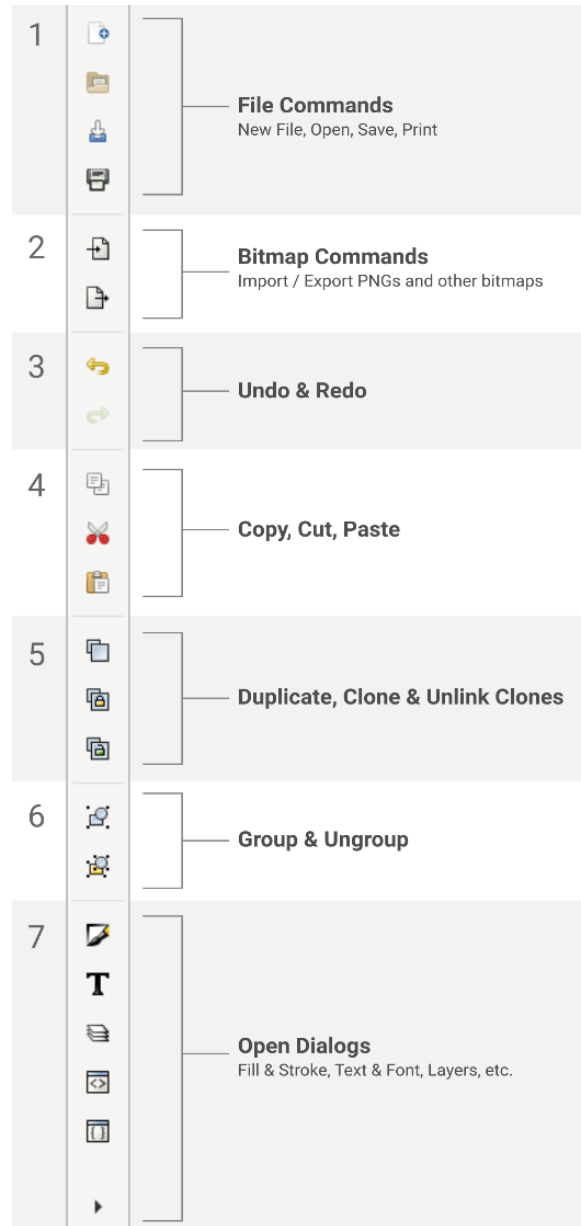 1
File Commands
New File, Open, Save, Print
2
Bitmap Commands
Import / Export PNGs and other bitmaps
3
Undo & Redo
4
Copy, Cut, Paste
5
Duplicate, Clone & Unlink Clones
6
Group & Ungroup
7
T
Open Dialogs
Fill & Stroke, Text & Font, Layers, etc.